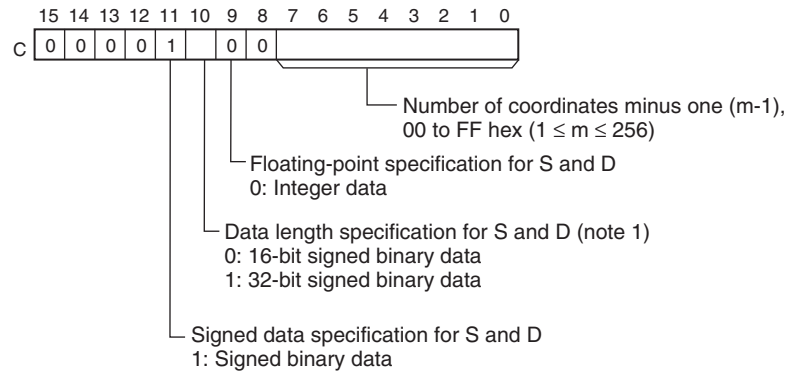 15 14 13 12 11 10 9 8 7 6 5 4 3 2 1 0
C 0 0 0 0 1 0 0
Number of coordinates minus one (m-1),
00 to FF hex (1 ≤ m ≤ 256)
Floating-point specification for S and D
0: Integer data
Data length specification for S and D (note 1)
0: 16-bit signed binary data
1: 32-bit signed binary data
Signed data specification for S and D
1: Signed binary data